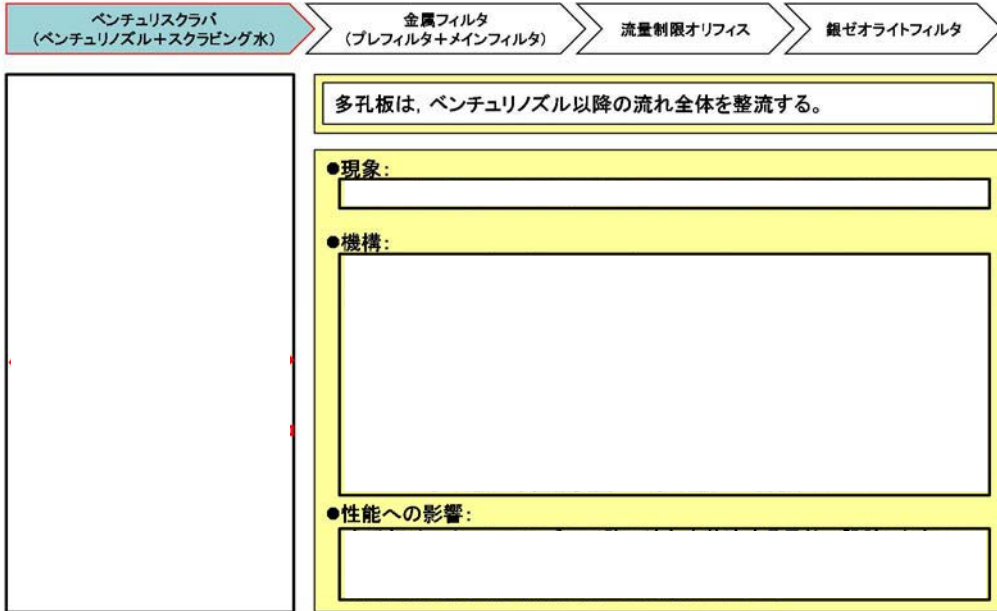 ベンチュリスクラバ
(ベンチュリノズル+スクラビング水)
金属フィルタ
(プレフィルタ+メインフィルタ)
流量制限オリフィス
銀ゼオライトフィルタ
多孔板は，ベンチュリノズル以降の流れ全体を整流する。
●現象：
●機構：
●性能への影響：